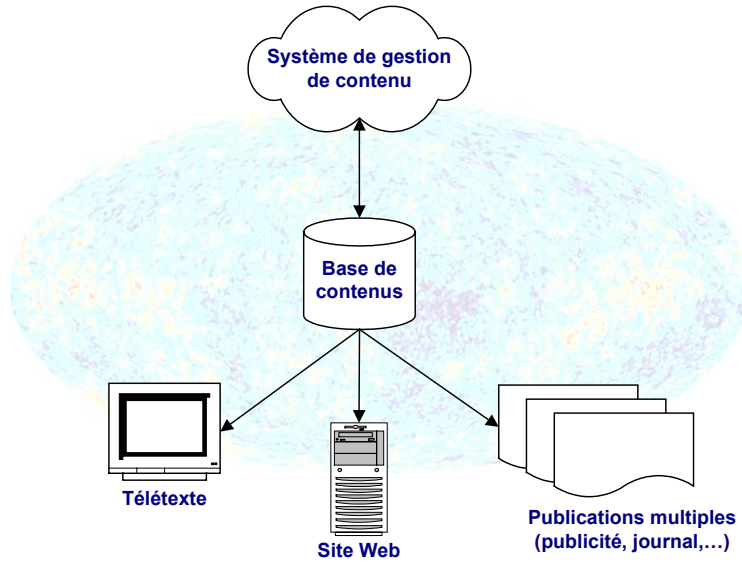 Système de gestion
de contenu
Base de
contenus
Télétexte
Site Web
Publications multiples
(publicité, journal,…)